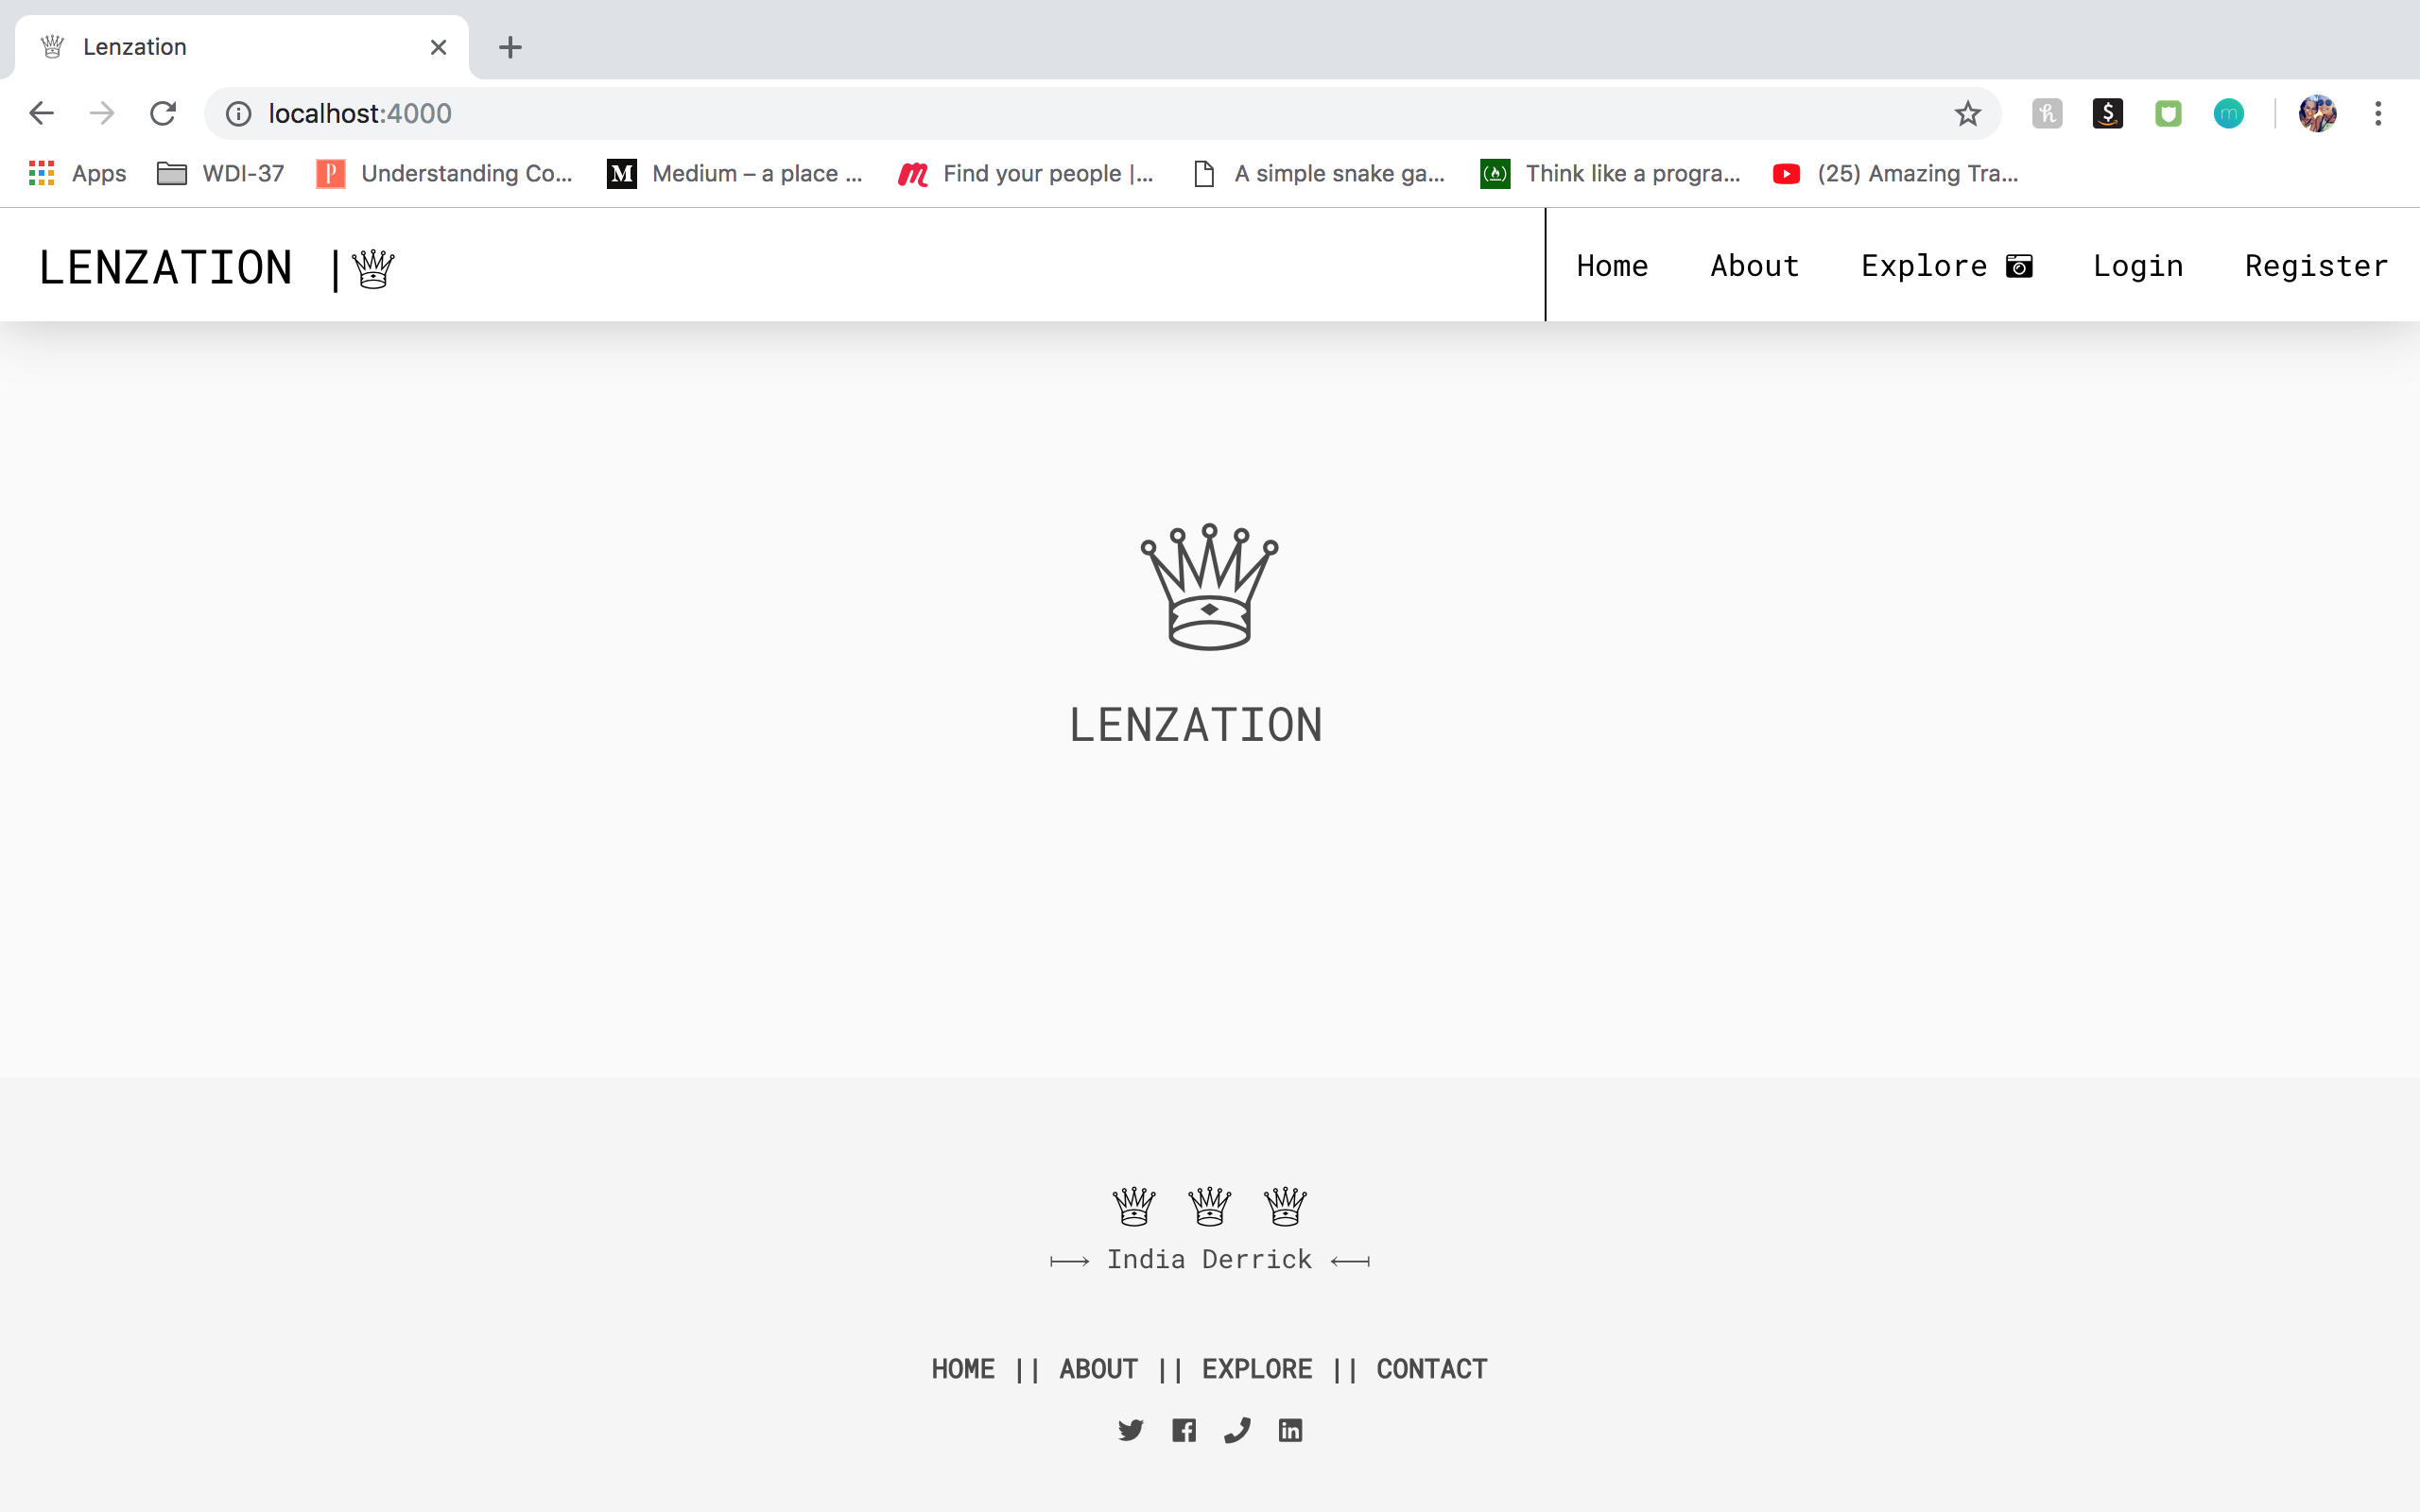 Lenzation
localhost:4000
Apps WDI-37 Understanding Co... Medium – a place ... Find your people |... A simple snake ga... Think like a progra... (25) Amazing Tra...
LENZATION | Home About Explore Login Register
LENZATION
India Derrick
HOME || ABOUT || EXPLORE || CONTACT